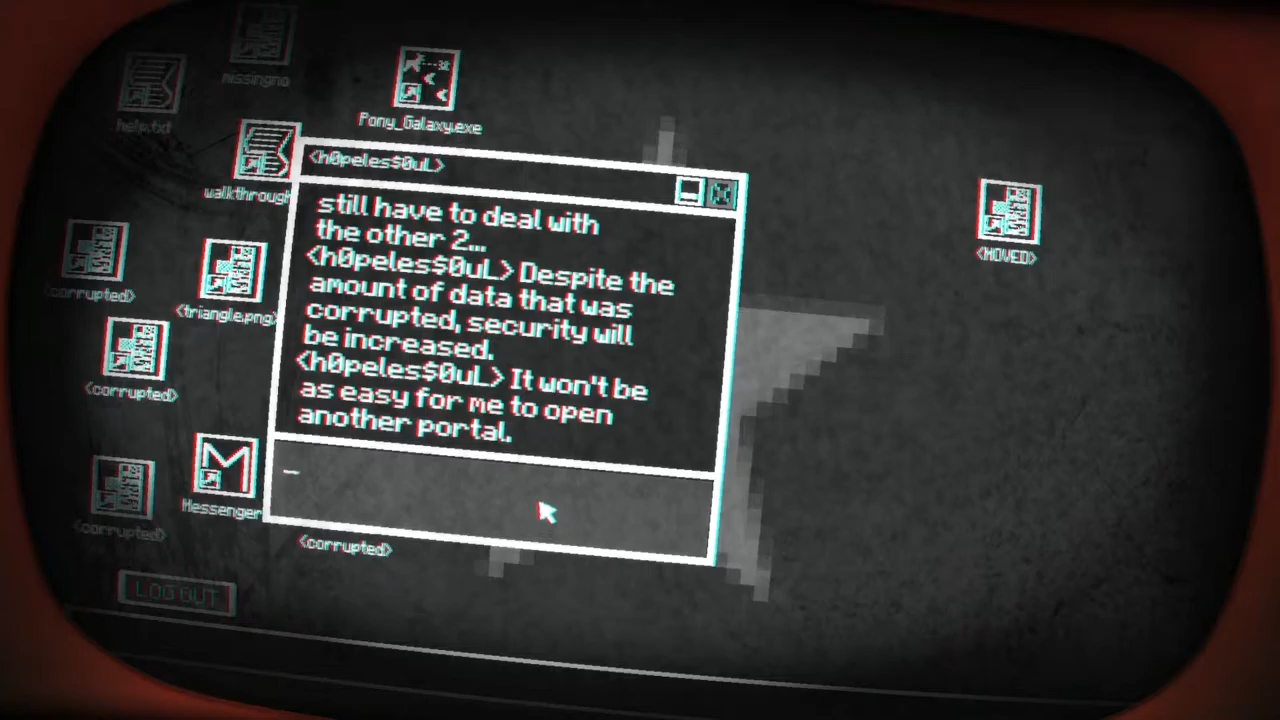 missingno
help.txt
Pony_Galaxy.exe
walkthrough
<h0peles$0uL>
still have to deal with
the other 2...
<h0peles$0uL> Despite the
amount of data that was
corrupted, security will
be increased.
<h0peles$0uL> It won't be
as easy for me to open
another portal.
_
<MOVED>
<corrupted>
<triangle.png>
<corrupted>
Messenger
<corrupted>
<corrupted>
LOG OUT